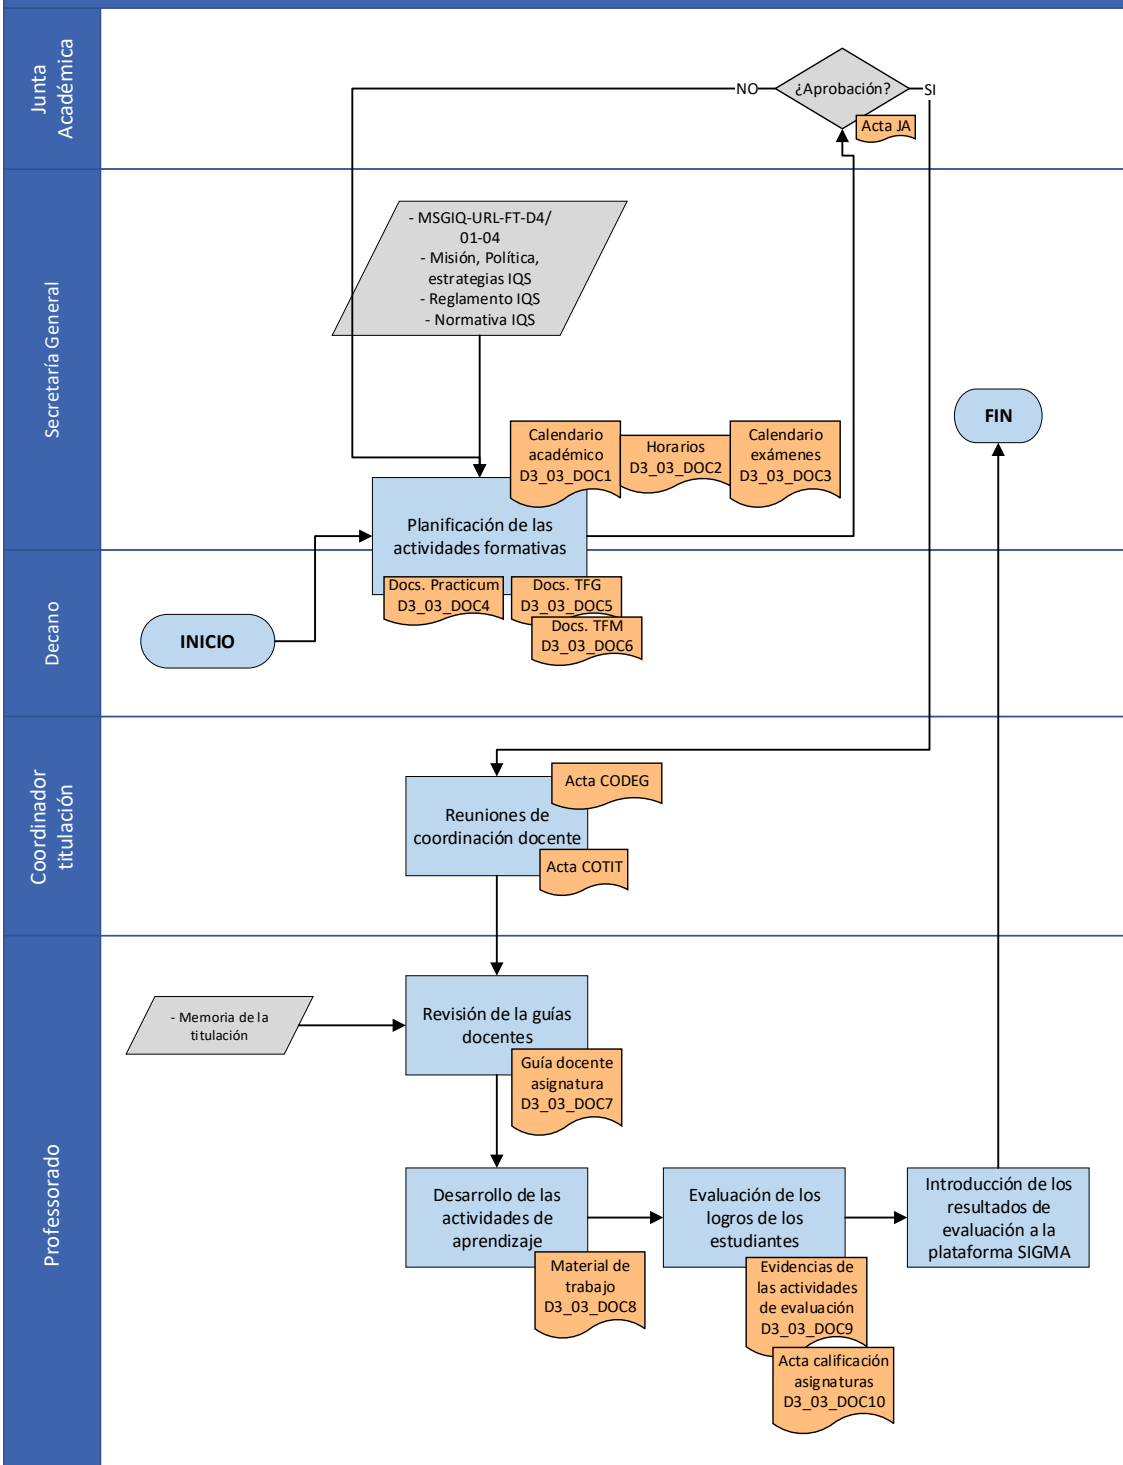 Junta
Académica
NO
¿Aprobación?
SI
Acta JA
Secretaría General
- MSGIQ-URL-FT-D4/
01-04
- Misión, Política,
estrategias IQS
- Reglamento IQS
- Normativa IQS
FIN
Calendario
académico
D3_03_DOC1
Horarios
D3_03_DOC2
Calendario
exámenes
D3_03_DOC3
Planificación de las
actividades formativas
Decano
INICIO
Docs. Practicum
D3_03_DOC4
Docs. TFG
D3_03_DOC5
Docs. TFM
D3_03_DOC6
Coordinador
titulación
Acta CODEG
Reuniones de
coordinación docente
Acta COTIT
Professorado
- Memoria de la
titulación
Revisión de la guías
docentes
Guía docente
asignatura
D3_03_DOC7
Desarrollo de las
actividades de
aprendizaje
Material de
trabajo
D3_03_DOC8
Evaluación de los
logros de los
estudiantes
Evidencias de
las actividades
de evaluación
D3_03_DOC9
Acta calificación
asignaturas
D3_03_DOC10
Introducción de los
resultados de
evaluación a la
plataforma SIGMA